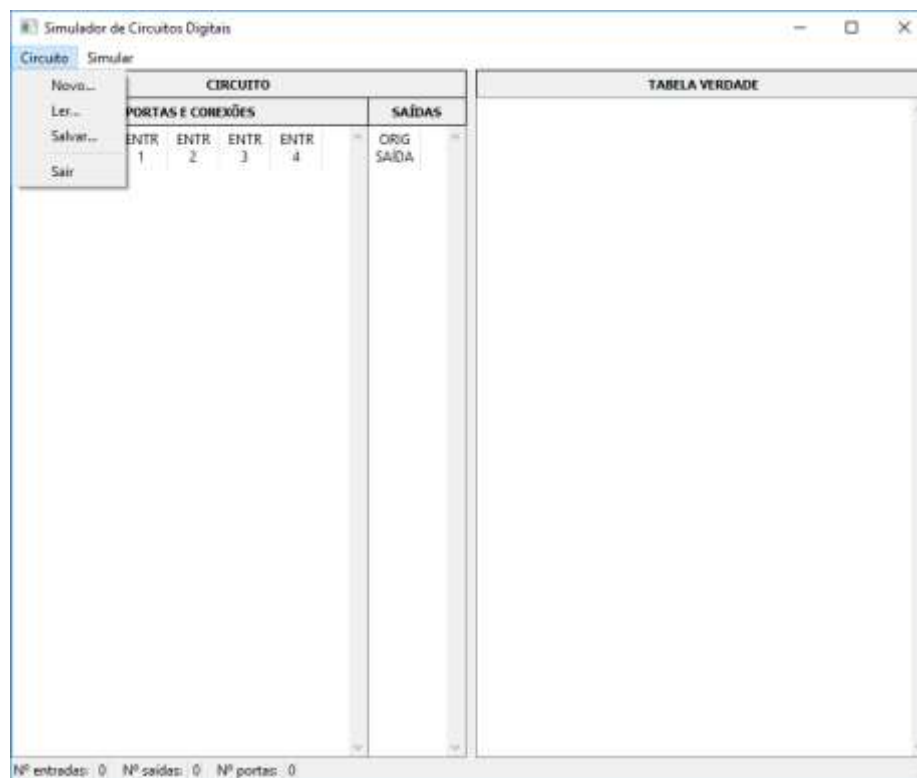 Simulador de Circuitos Digitais
Circuito Simular
Novo...
Ler...
Salvar...
Sair
CIRCUITO
PORTAS E CONEXÕES
SAÍDAS
ENTR 1 ENTR 2 ENTR 3 ENTR 4
ORIG SAÍDA
TABELA VERDADE
Nº entradas: 0 Nº saídas: 0 Nº portas: 0